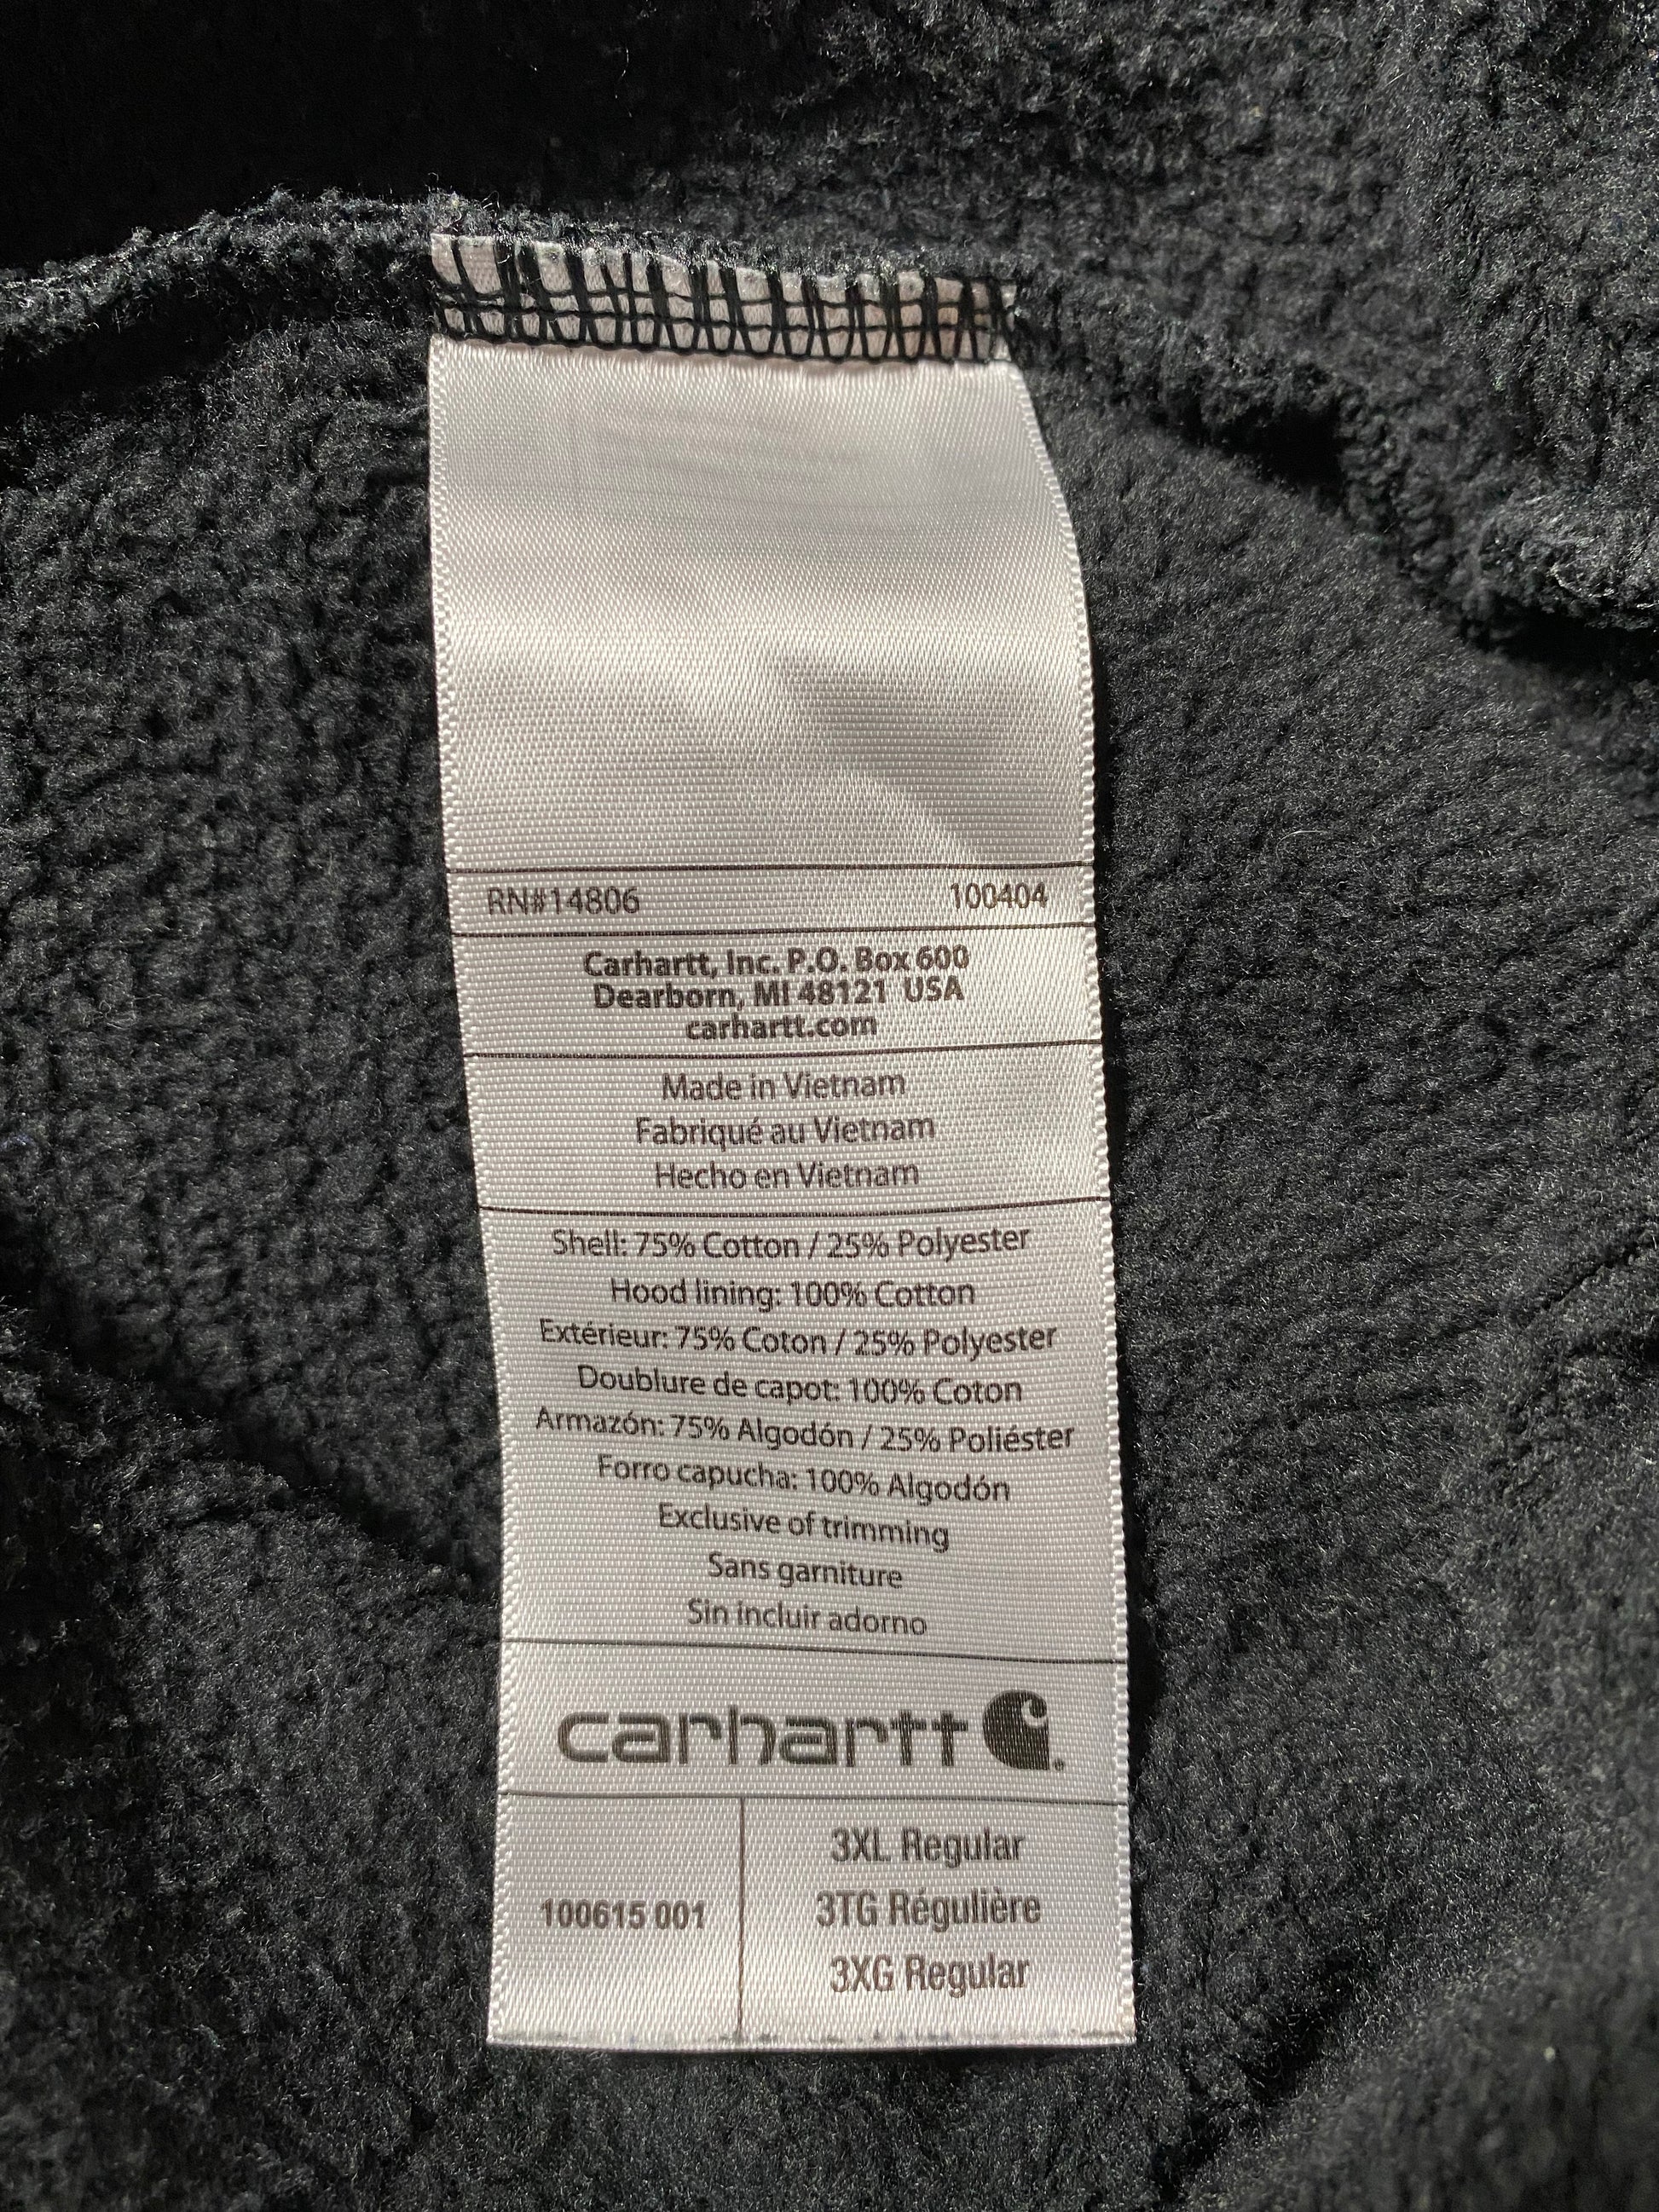 RN#14806 100404
Carhartt, Inc. P.O. Box 600
Dearborn, MI 48121 USA
carhartt.com
Made in Vietnam
Fabriqué au Vietnam
Hecho en Vietnam
Shell: 75% Cotton / 25% Polyester
Hood lining: 100% Cotton
Extérieur: 75% Coton / 25% Polyester
Doublure de capot: 100% Coton
Armazón: 75% Algodón / 25% Poliéster
Forro capucha: 100% Algodón
Exclusive of trimming
Sans garniture
Sin incluir adorno
carhartt
100615 001
3XL Regular
3TG Régulière
3XG Regular